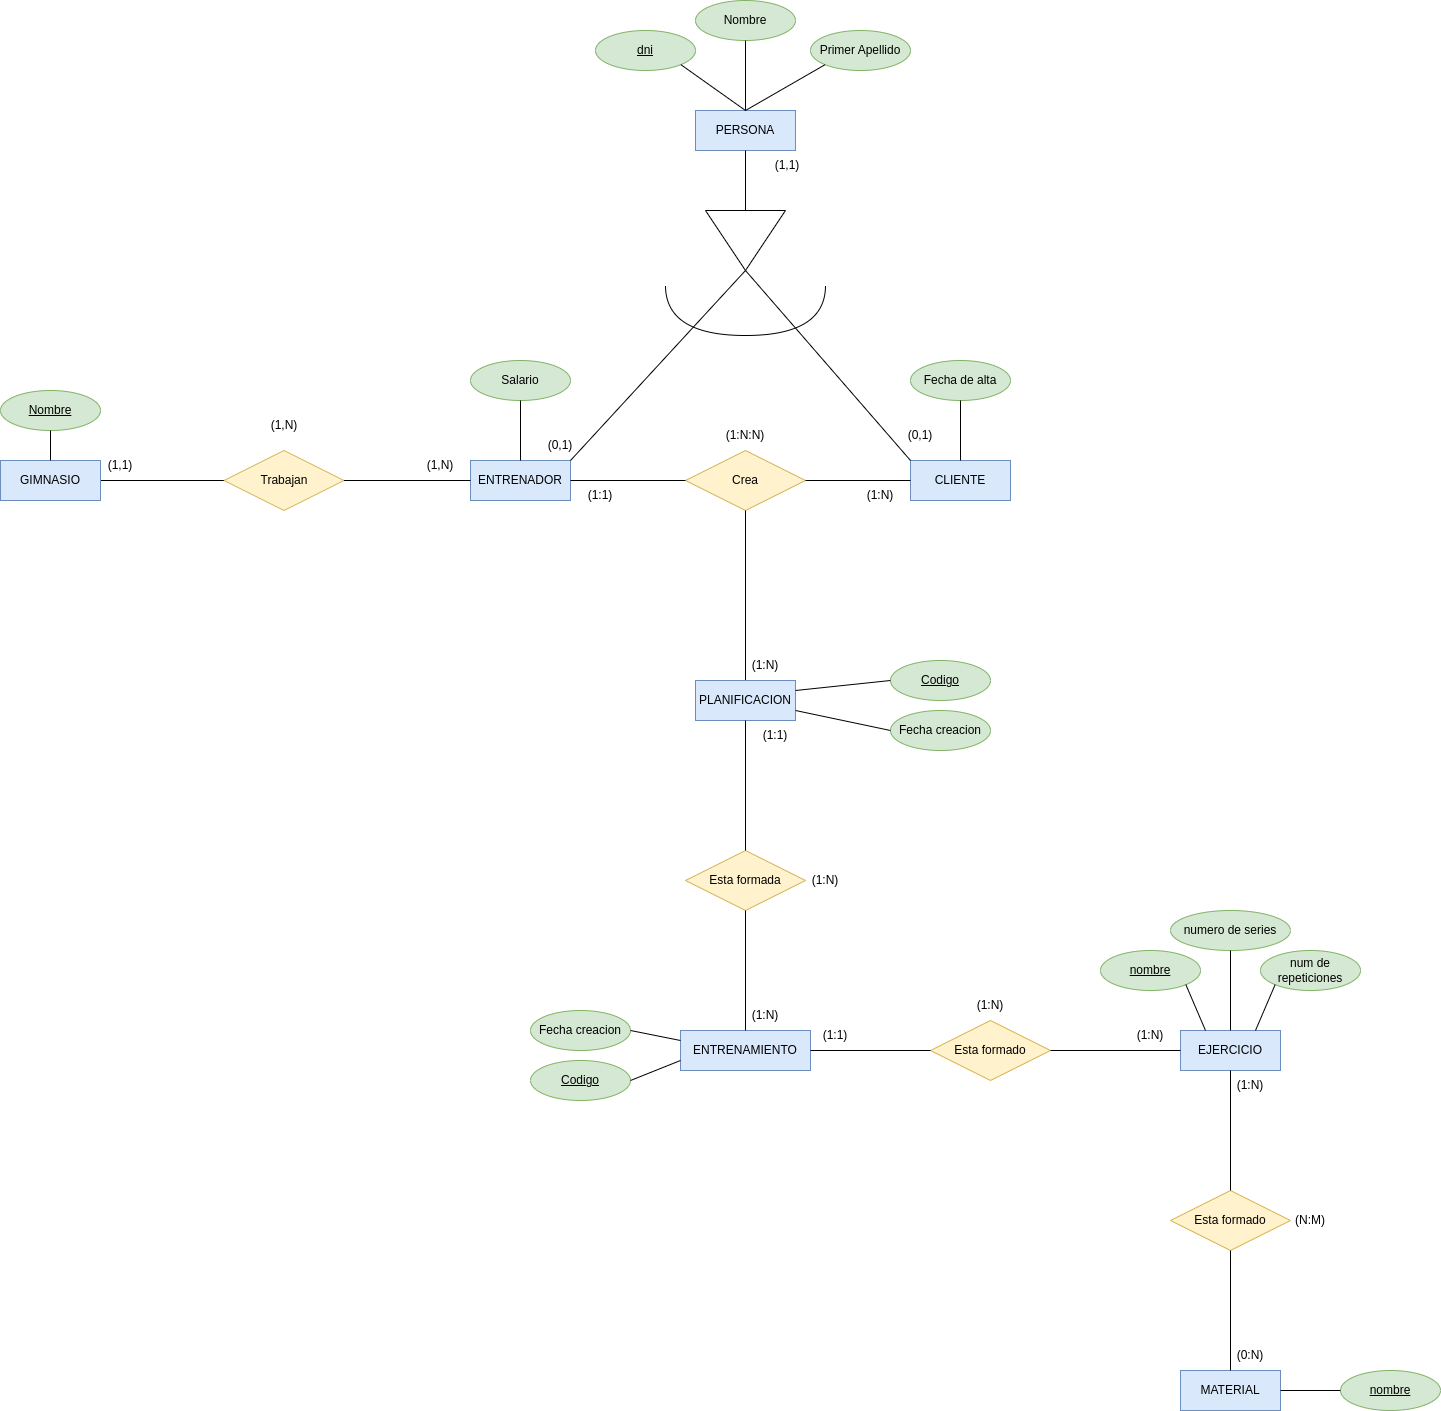 Nombre
dni
Primer Apellido
PERSONA
(1,1)
Salario
Fecha de alta
Nombre
(1,N)
(0,1)
(1:N:N)
(0,1)
GIMNASIO
(1,1)
Trabajan
(1,N)
ENTRENADOR
(1:1)
Crea
(1:N)
CLIENTE
(1:N)
PLANIFICACION
Codigo
Fecha creacion
(1:1)
Esta formada
(1:N)
numero de series
nombre
num de
repeticiones
(1:N)
Fecha creacion
Codigo
ENTRENAMIENTO
(1:1)
(1:N)
Esta formado
(1:N)
EJERCICIO
(1:N)
Esta formado
(N:M)
(0:N)
MATERIAL
nombre